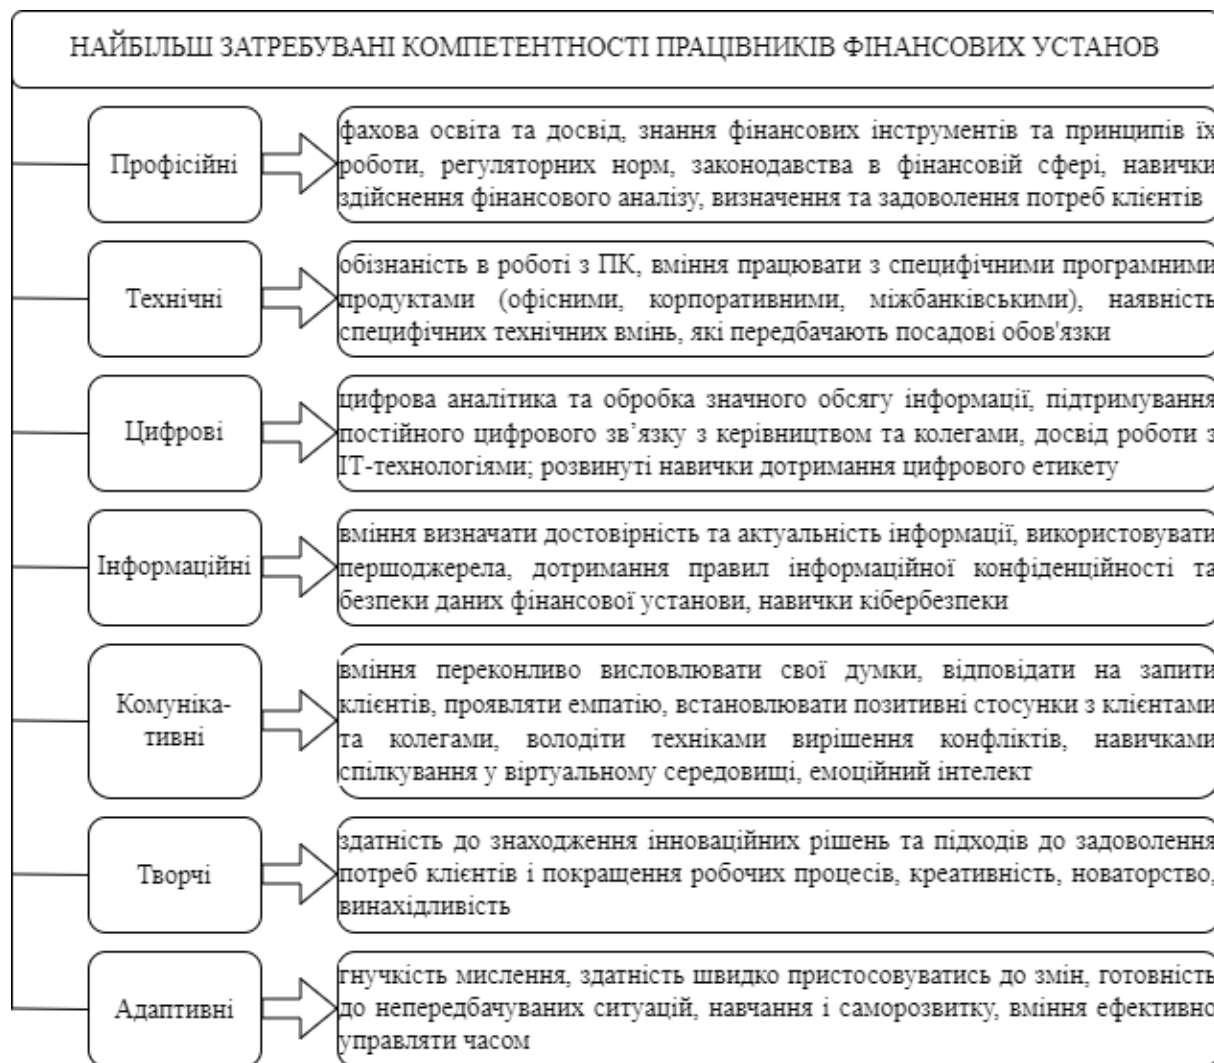 НАЙБІЛЬШ ЗАТРЕБУВАНІ КОМПЕТЕНТНОСТІ ПРАЦІВНИКІВ ФІНАНСОВИХ УСТАНОВ
Професійні
фахова освіта та досвід, знання фінансових інструментів та принципів їх
роботи, регуляторних норм, законодавства в фінансовій сфері, навички
здійснення фінансового аналізу, визначення та задоволення потреб клієнтів
Технічні
обізнаність в роботі з ПК, вміння працювати з специфічними програмними
продуктами (офісними, корпоративними, міжбанківськими), наявність
специфічних технічних вмінь, які передбачають посадові обов'язки
Цифрові
цифрова аналітика та обробка значного обсягу інформації, підтримування
постійного цифрового зв’язку з керівництвом та колегами, досвід роботи з
ІТ-технологіями; розвинуті навички дотримання цифрового етикету
Інформаційні
вміння визначати достовірність та актуальність інформації, використовувати
першоджерела, дотримання правил інформаційної конфіденційності та
безпеки даних фінансової установи, навички кібербезпеки
Комуніка-
тивні
вміння переконливо висловлювати свої думки, відповідати на запити
клієнтів, проявляти емпатію, встановлювати позитивні стосунки з клієнтами
та колегами, володіти техніками вирішення конфліктів, навичками
спілкування у віртуальному середовищі, емоційний інтелект
Творчі
здатність до знаходження інноваційних рішень та підходів до задоволення
потреб клієнтів і покращення робочих процесів, креативність, новаторство,
винахідливість
Адаптивні
гнучкість мислення, здатність швидко пристосовуватись до змін, готовність
до непередбачуваних ситуацій, навчання і саморозвитку, вміння ефективно
управляти часом